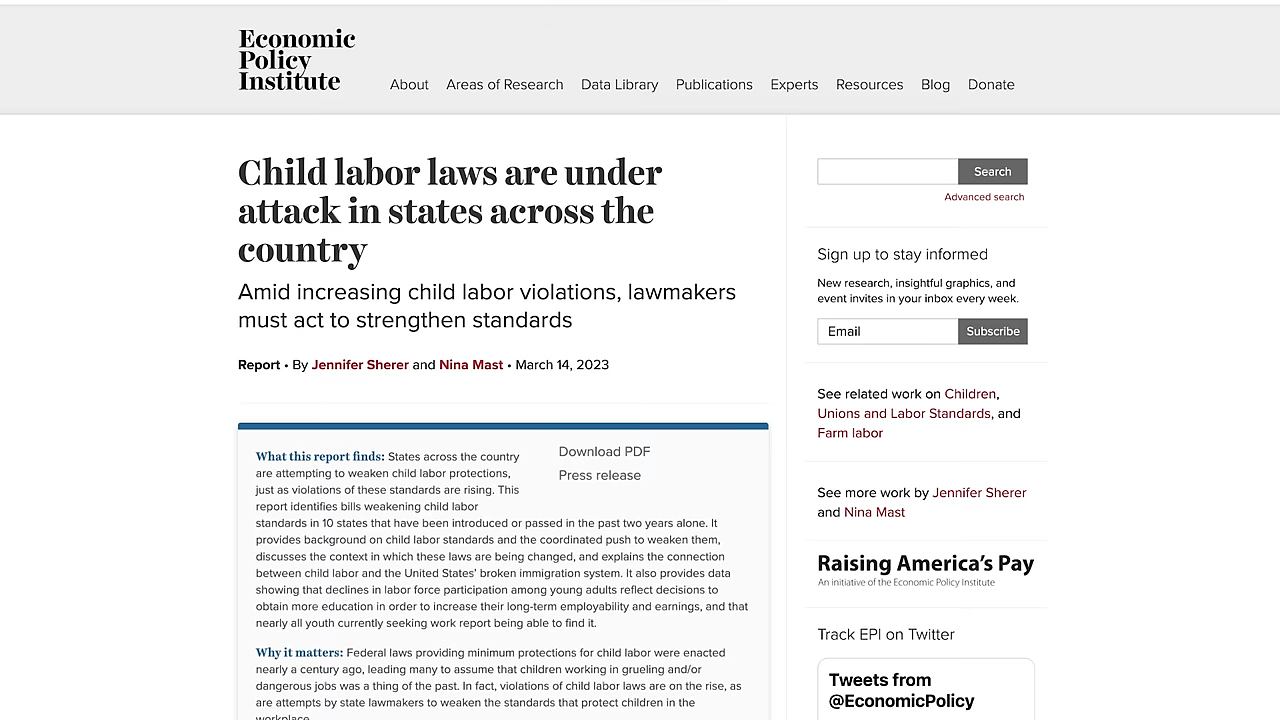 Economic
Policy
Institute
About Areas of Research Data Library Publications Experts Resources Blog Donate
Child labor laws are under
attack in states across the
country
Amid increasing child labor violations, lawmakers
must act to strengthen standards
Report • By Jennifer Sherer and Nina Mast • March 14, 2023
What this report finds: States across the country
are attempting to weaken child labor protections,
just as violations of these standards are rising. This
report identifies bills weakening child labor
standards in 10 states that have been introduced or passed in the past two years alone. It
provides background on child labor standards and the coordinated push to weaken them,
discusses the context in which these laws are being changed, and explains the connection
between child labor and the United States’ broken immigration system. It also provides data
showing that declines in labor force participation among young adults reflect decisions to
obtain more education in order to increase their long-term employability and earnings, and that
nearly all youth currently seeking work report being able to find it.
Why it matters: Federal laws providing minimum protections for child labor were enacted
nearly a century ago, leading many to assume that children working in grueling and/or
dangerous jobs was a thing of the past. In fact, violations of child labor laws are on the rise, as
are attempts by state lawmakers to weaken the standards that protect children in the
workplace.
Download PDF
Press release
Search
Advanced search
Sign up to stay informed
New research, insightful graphics, and
event invites in your inbox every week.
Email Subscribe
See related work on Children,
Unions and Labor Standards, and
Farm labor
See more work by Jennifer Sherer
and Nina Mast
Raising America’s Pay
An initiative of the Economic Policy Institute
Track EPI on Twitter
Tweets from
@EconomicPolicy